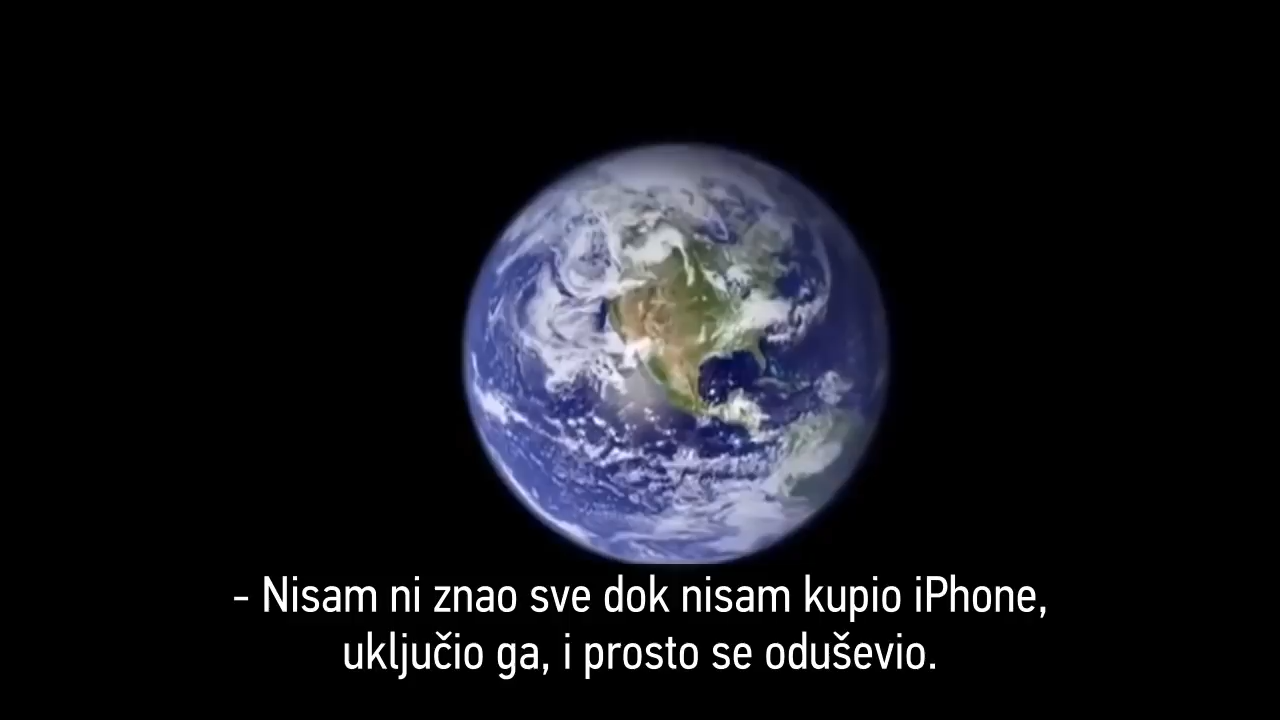 - Nisam ni znao sve dok nisam kupio iPhone,
uključio ga, i prosto se oduševio.